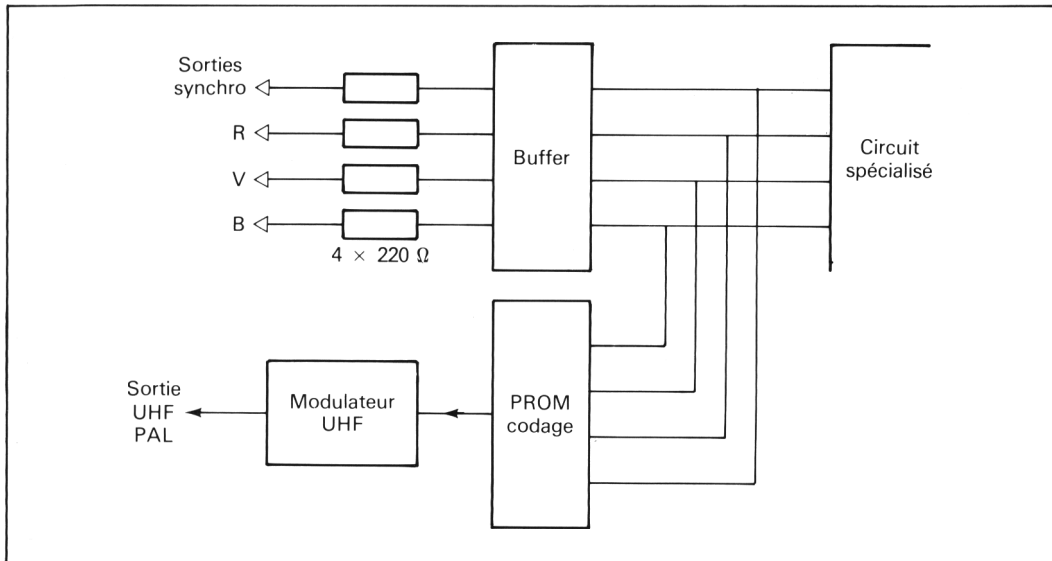 Sorties
synchro
R
V
B
4 × 220 Ω
Buffer
Circuit
spécialisé
Sortie
UHF
PAL
Modulateur
UHF
PROM
codage